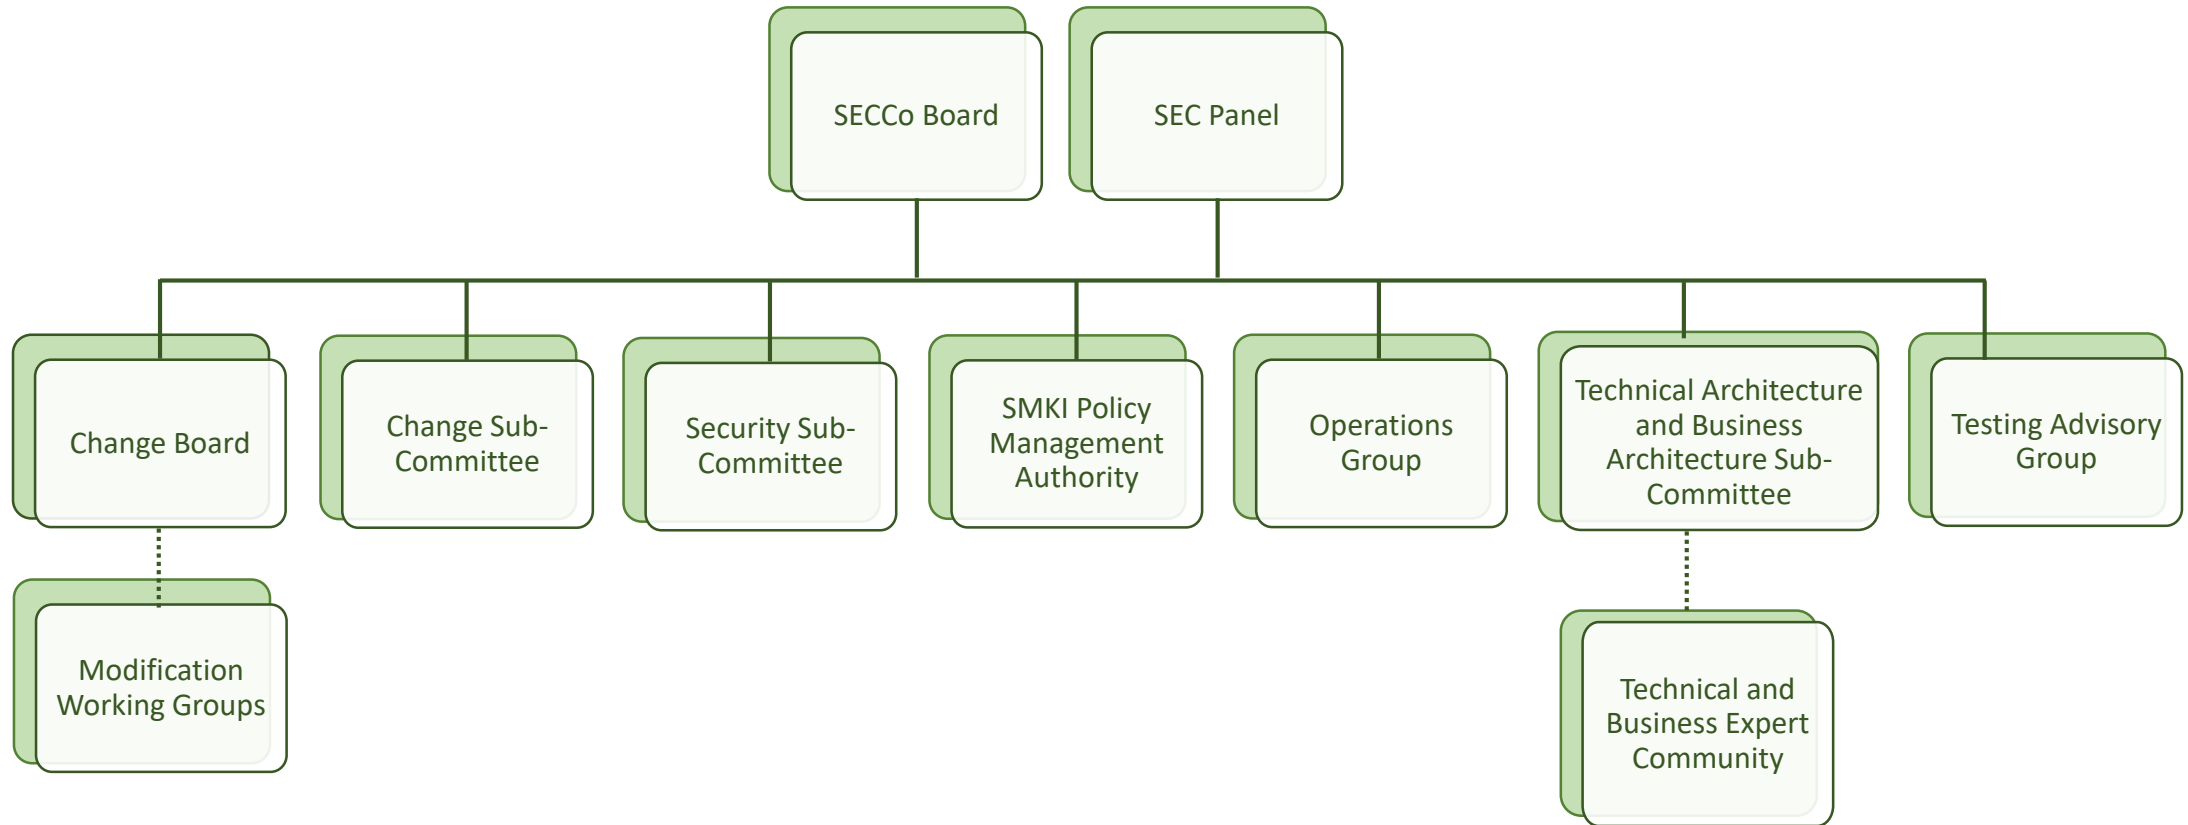 SECCo Board
SEC Panel
Change Board
Change Sub-
Committee
Security Sub-
Committee
SMKI Policy
Management
Authority
Operations
Group
Technical Architecture
and Business
Architecture Sub-
Committee
Testing Advisory
Group
Modification
Working Groups
Technical and
Business Expert
Community